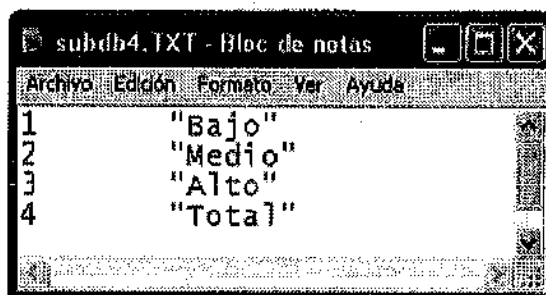 subdb4.TXT - Bloc de notas
Archivo Edición Formato Ver Ayuda
1 "Bajo"
2 "Medio"
3 "Alto"
4 "Total"